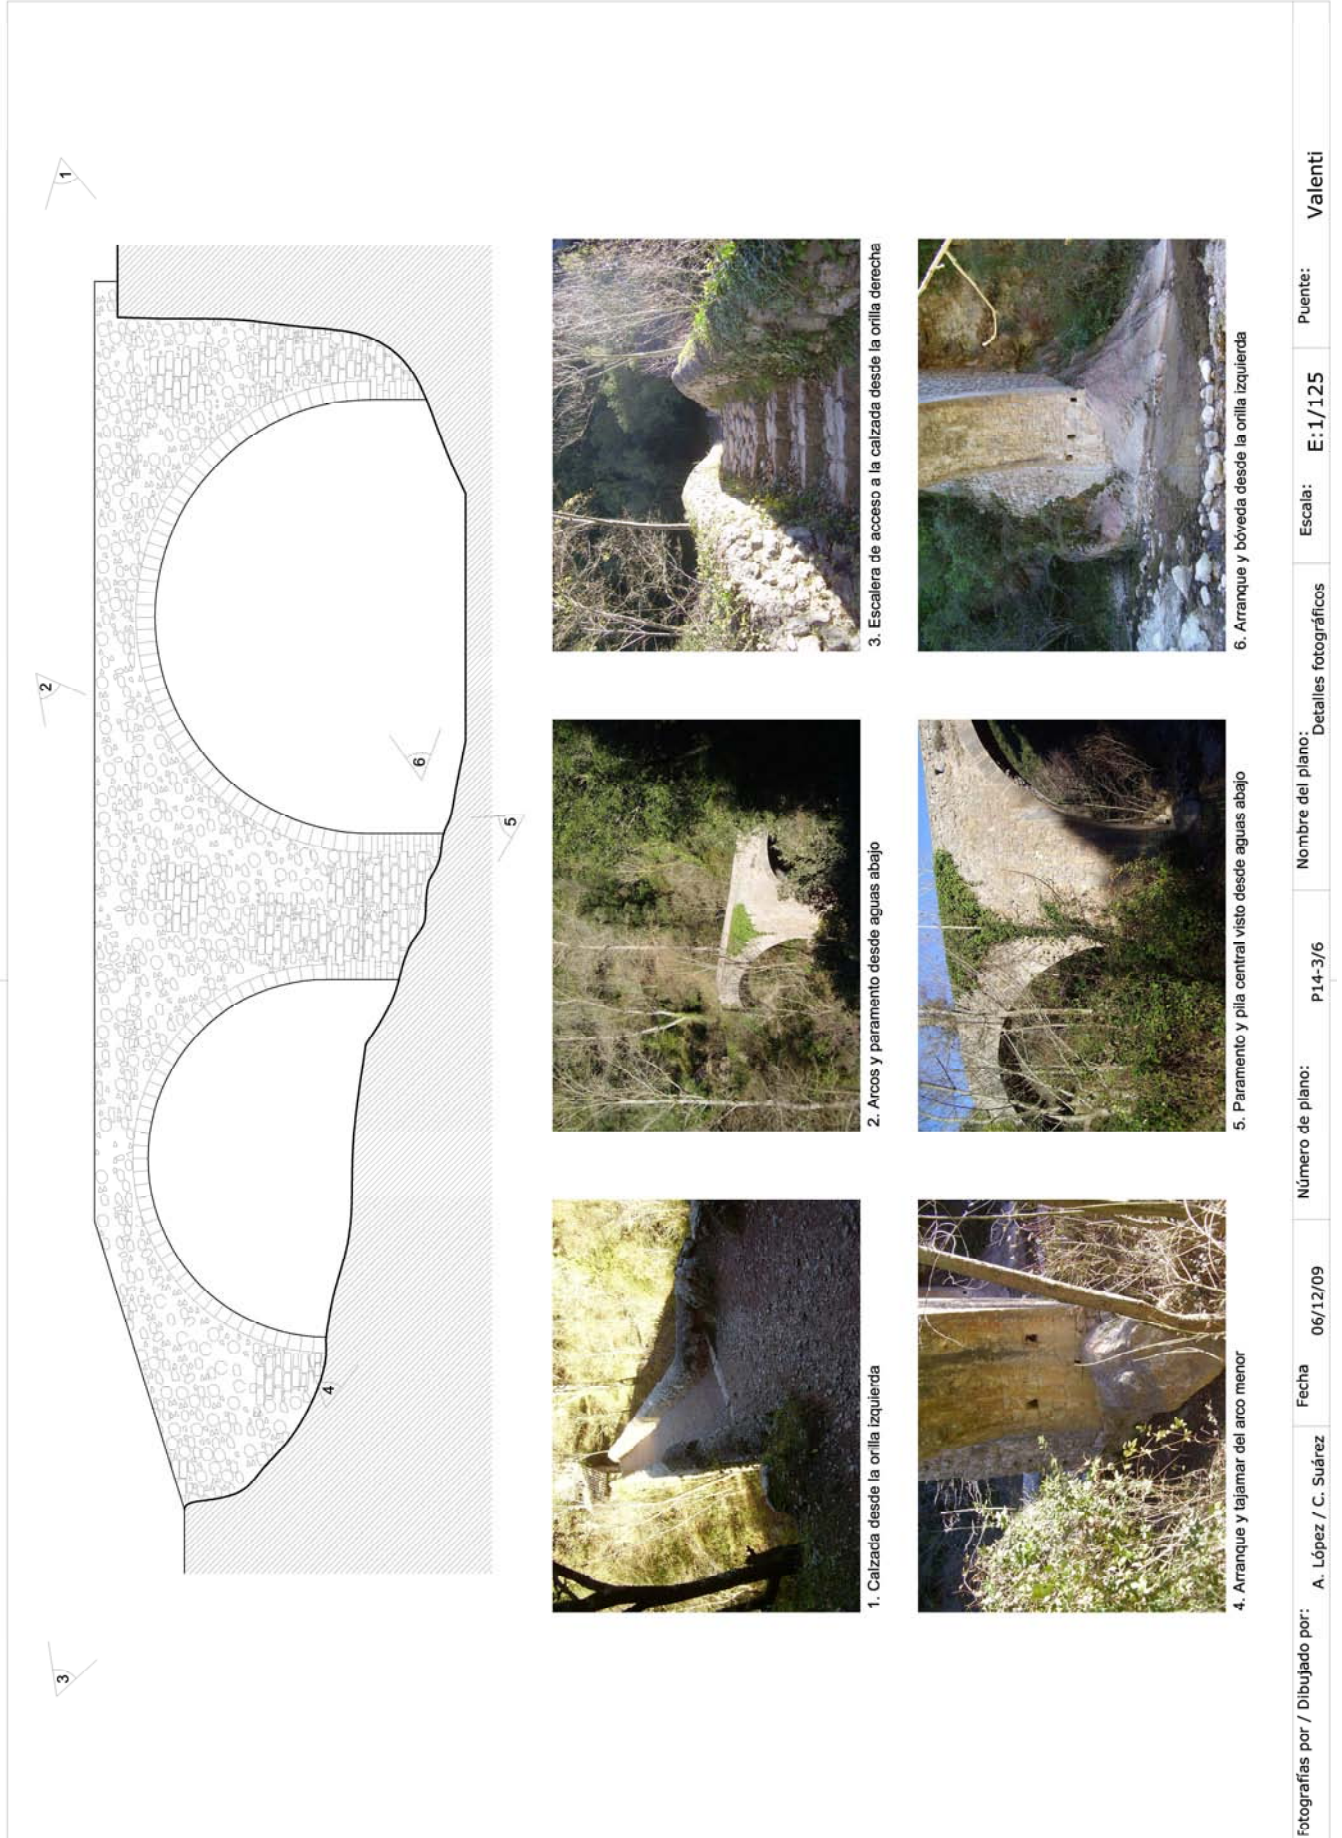 3
2
1
4
5
6
1. Calzada desde la orilla izquierda
2. Arcos y paramento desde aguas abajo
3. Escalera de acceso a la calzada desde la orilla derecha
4. Arranque y tajamar del arco menor
5. Paramento y pila central visto desde aguas abajo
6. Arranque y bóveda desde la orilla izquierda
Fotografías por / Dibujado por:
A. López / C. Suárez
Fecha
06/12/09
Número de plano:
P14-3/6
Nombre del plano:
Detalles fotográficos
Escala:
E:1/125
Puente:
Valenti